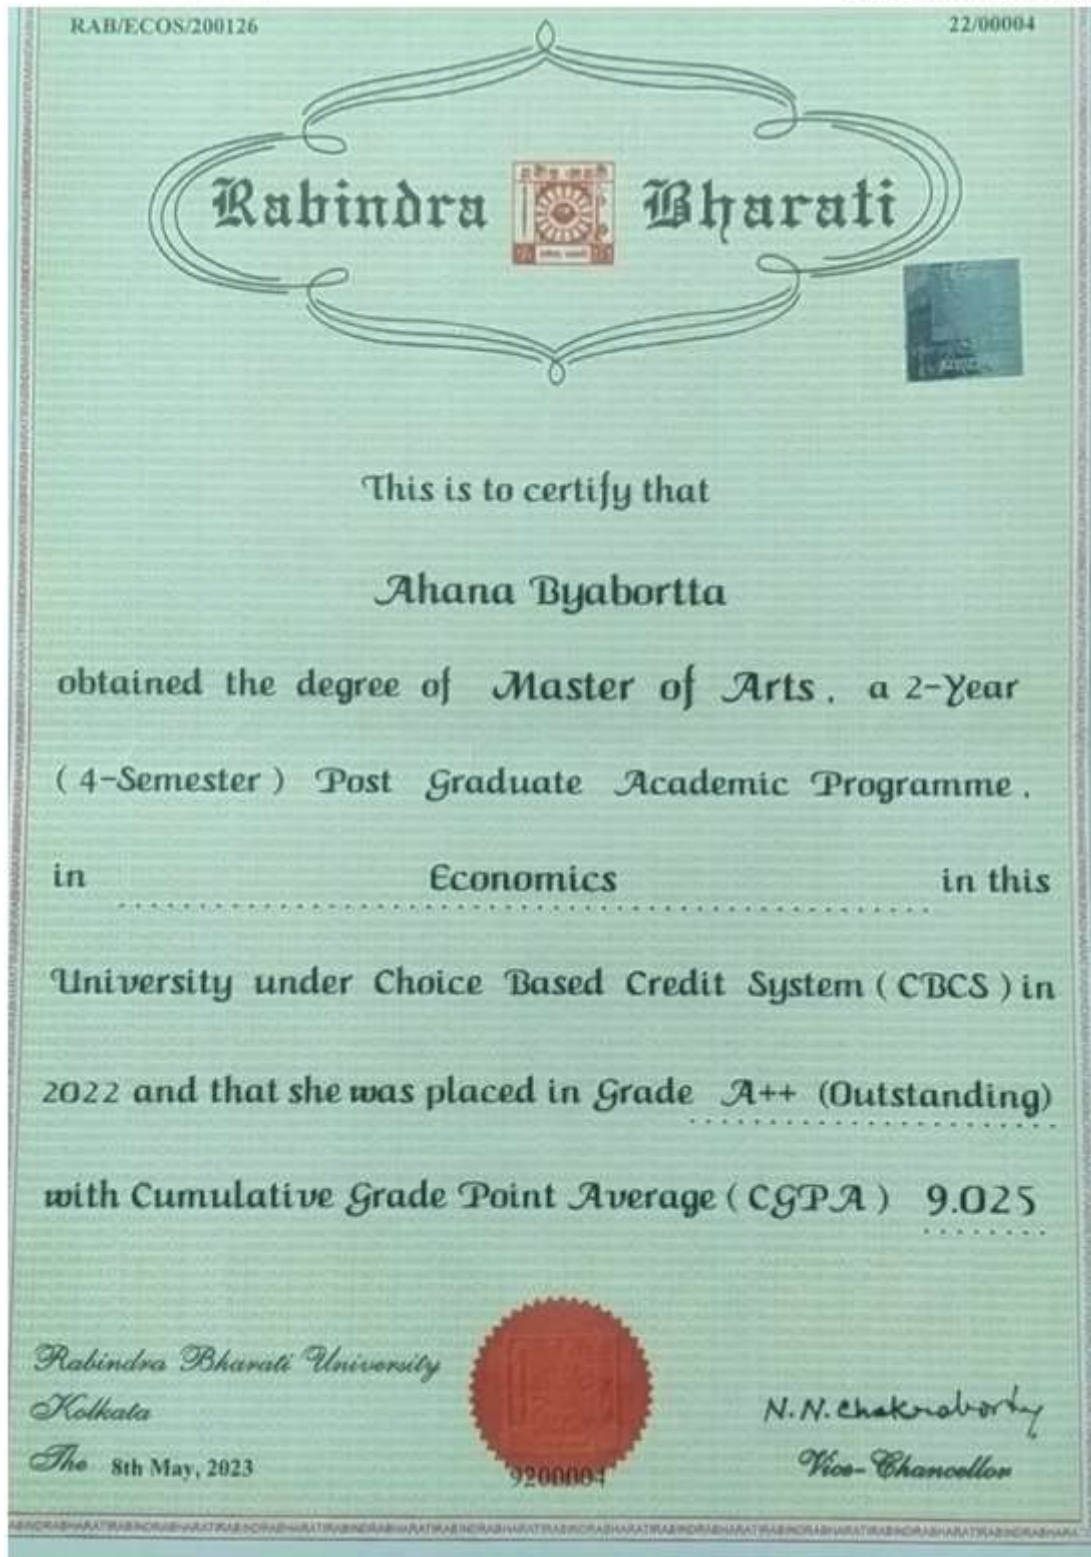 RAB/ECOS/200126 22/00004
Rabindra Bharati
This is to certify that
Ahana Byabortta
obtained the degree of Master of Arts, a 2-Year
( 4-Semester ) Post Graduate Academic Programme,
in Economics in this
University under Choice Based Credit System ( CBCS ) in
2022 and that she was placed in Grade A++ (Outstanding)
with Cumulative Grade Point Average ( CGPA ) 9.025
Rabindra Bharati University
Kolkata
The 8th May, 2023
9200004
N. N. Chakraborty
Vice-Chancellor